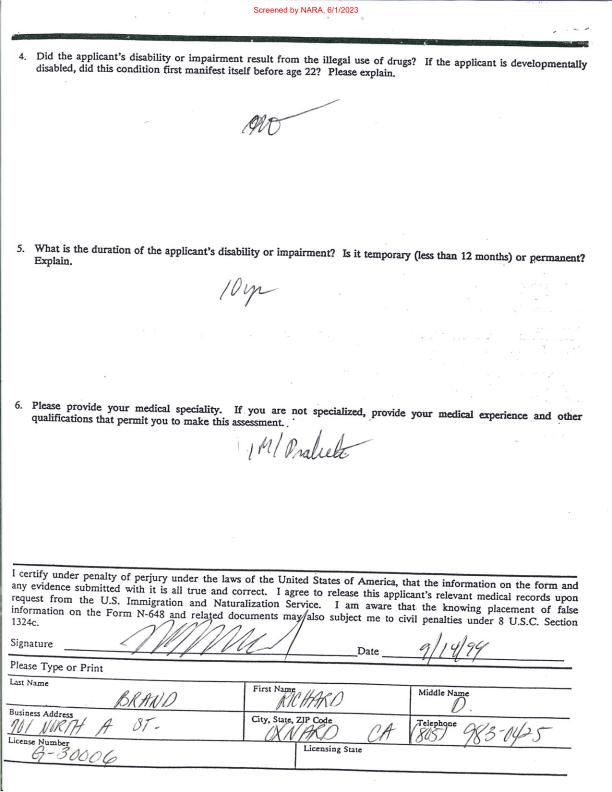 Screened by NARA, 6/1/2023
4. Did the applicant's disability or impairment result from the illegal use of drugs? If the applicant is developmentally
disabled, did this condition first manifest itself before age 22? Please explain.
no
5. What is the duration of the applicant's disability or impairment? Is it temporary (less than 12 months) or permanent?
Explain.
10 yr
6. Please provide your medical speciality. If you are not specialized, provide your medical experience and other
qualifications that permit you to make this assessment.
IM/
I certify under penalty of perjury under the laws of the United States of America, that the information on the form and
any evidence submitted with it is all true and correct. I agree to release this applicant's relevant medical records upon
request from the U.S. Immigration and Naturalization Service. I am aware that the knowing placement of false
information on the Form N-648 and related documents may also subject me to civil penalties under 8 U.S.C. Section
1324c.
Signature Date 9/14/99
Please Type or Print
Last Name First Name Middle Name
BRAND RICHARD D.
Business Address City, State, ZIP Code Telephone
901 NORTH A ST- OXNARD CA (805) 983-0425
License Number Licensing State
G-30006